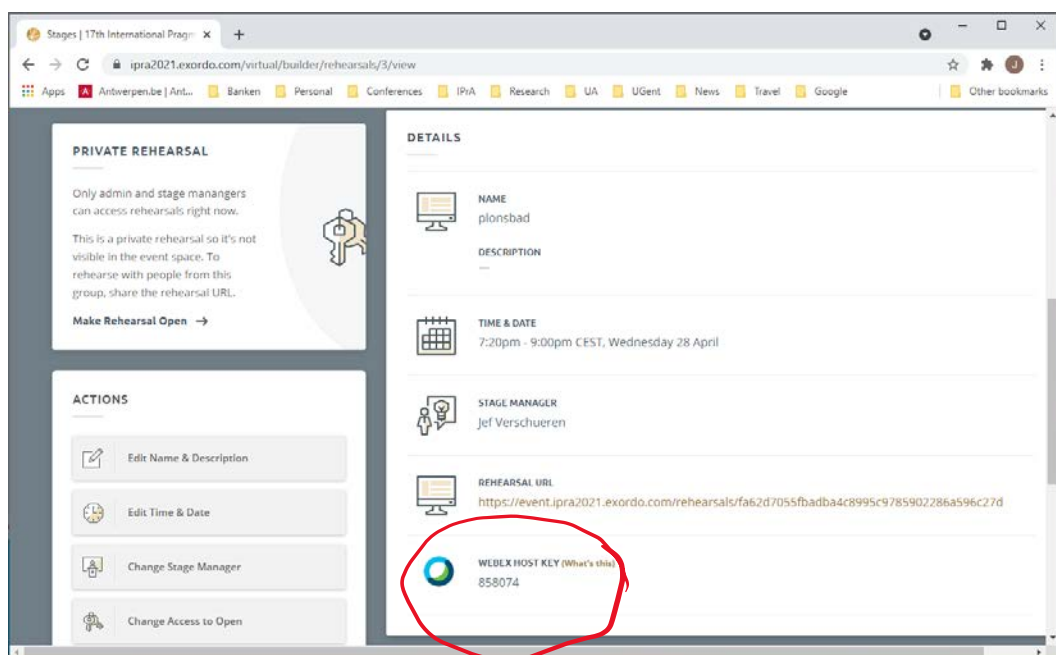 Stages | 17th International Pragm
ipra2021.exordo.com/virtual/builder/rehearsals/3/view
J
Apps
A Antwerpen.be | Ant...
Banken
Personal
Conferences
IPrA
Research
UA
UGent
News
Travel
Google
Other bookmarks
PRIVATE REHEARSAL
Only admin and stage manangers
can access rehearsals right now.
This is a private rehearsal so it's not
visible in the event space. To
rehearse with people from this
group, share the rehearsal URL.
Make Rehearsal Open →
ACTIONS
Edit Name & Description
Edit Time & Date
Change Stage Manager
Change Access to Open
DETAILS
NAME
plonsbad
DESCRIPTION
—
TIME & DATE
7:20pm - 9:00pm CEST, Wednesday 28 April
STAGE MANAGER
Jef Verschueren
REHEARSAL URL
https://event.ipra2021.exordo.com/rehearsals/fa62d7055fbadba4c8995c9785902286a596c27d
WEBEX HOST KEY (What's this)
858074